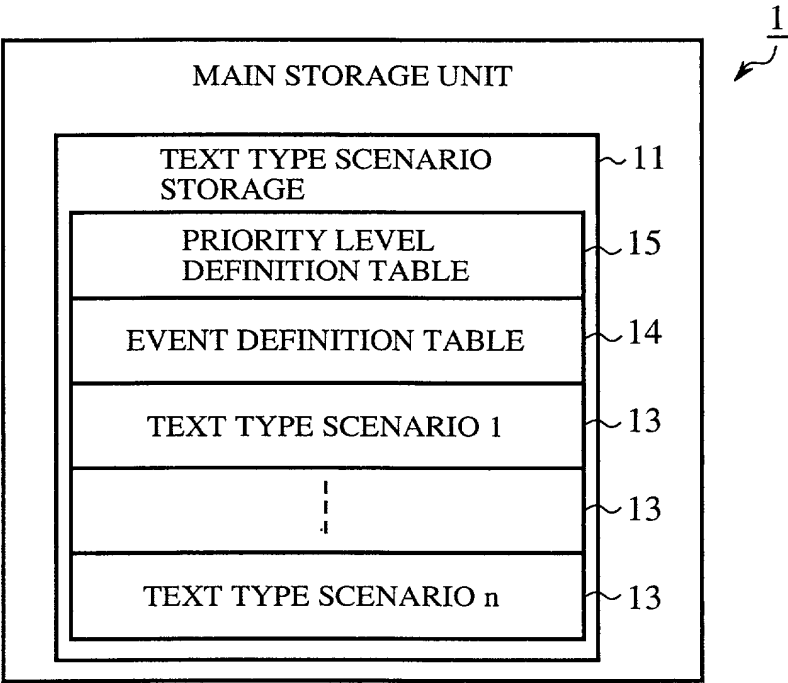 1
MAIN STORAGE UNIT
TEXT TYPE SCENARIO
STORAGE
11
PRIORITY LEVEL
DEFINITION TABLE
15
EVENT DEFINITION TABLE
14
TEXT TYPE SCENARIO 1
13
13
TEXT TYPE SCENARIO n
13